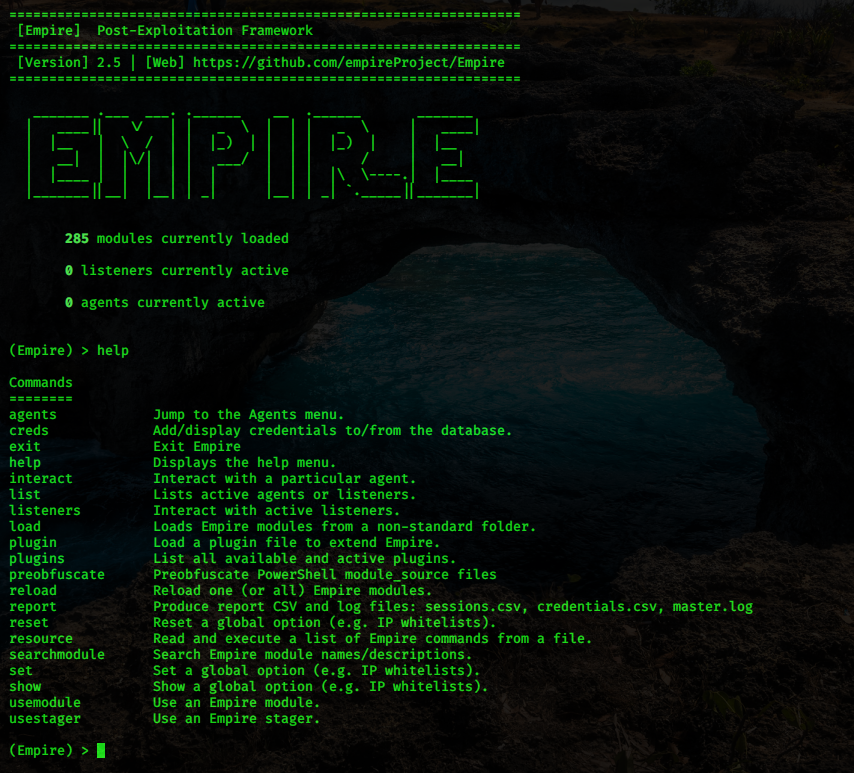 ================================================================
[Empire]  Post-Exploitation Framework
================================================================
[Version] 2.5 | [Web] https://github.com/empireProject/Empire
================================================================
EMPIRE
285 modules currently loaded
0 listeners currently active
0 agents currently active
(Empire) > help
Commands
========
agents            Jump to the Agents menu.
creds             Add/display credentials to/from the database.
exit              Exit Empire
help              Displays the help menu.
interact          Interact with a particular agent.
list              Lists active agents or listeners.
listeners         Interact with active listeners.
load              Loads Empire modules from a non-standard folder.
plugin            Load a plugin file to extend Empire.
plugins           List all available and active plugins.
preobfuscate      Preobfuscate PowerShell module_source files
reload            Reload one (or all) Empire modules.
report            Produce report CSV and log files: sessions.csv, credentials.csv, master.log
reset             Reset a global option (e.g. IP whitelists).
resource          Read and execute a list of Empire commands from a file.
searchmodule      Search Empire module names/descriptions.
set               Set a global option (e.g. IP whitelists).
show              Show a global option (e.g. IP whitelists).
usemodule         Use an Empire module.
usestager         Use an Empire stager.
(Empire) >